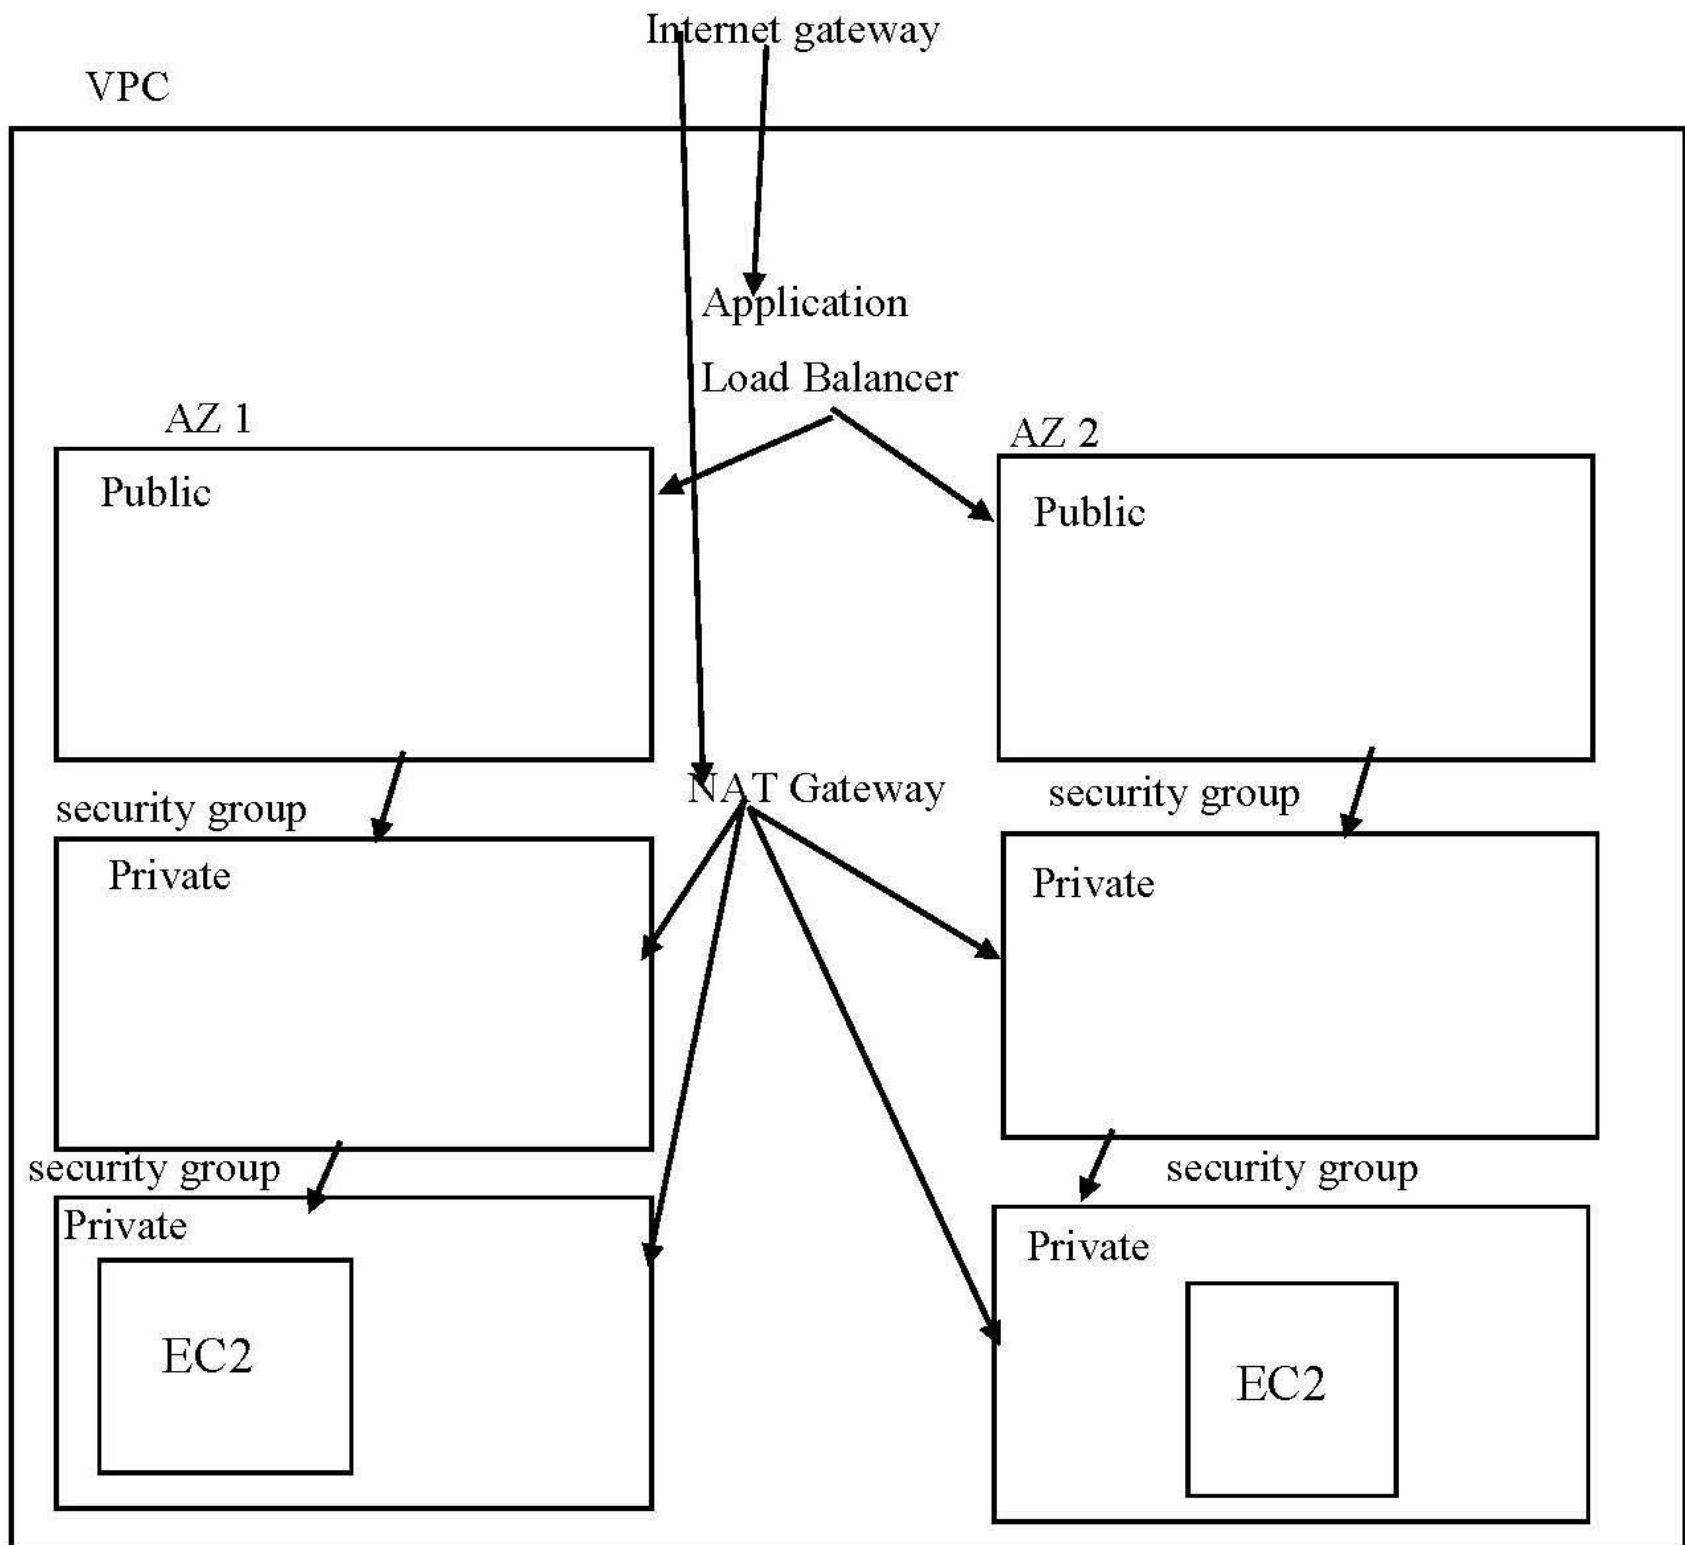 Internet gateway
VPC
Application
Load Balancer
AZ 1
AZ 2
Public
Public
NAT Gateway
security group
security group
Private
Private
security group
security group
Private
Private
EC2
EC2